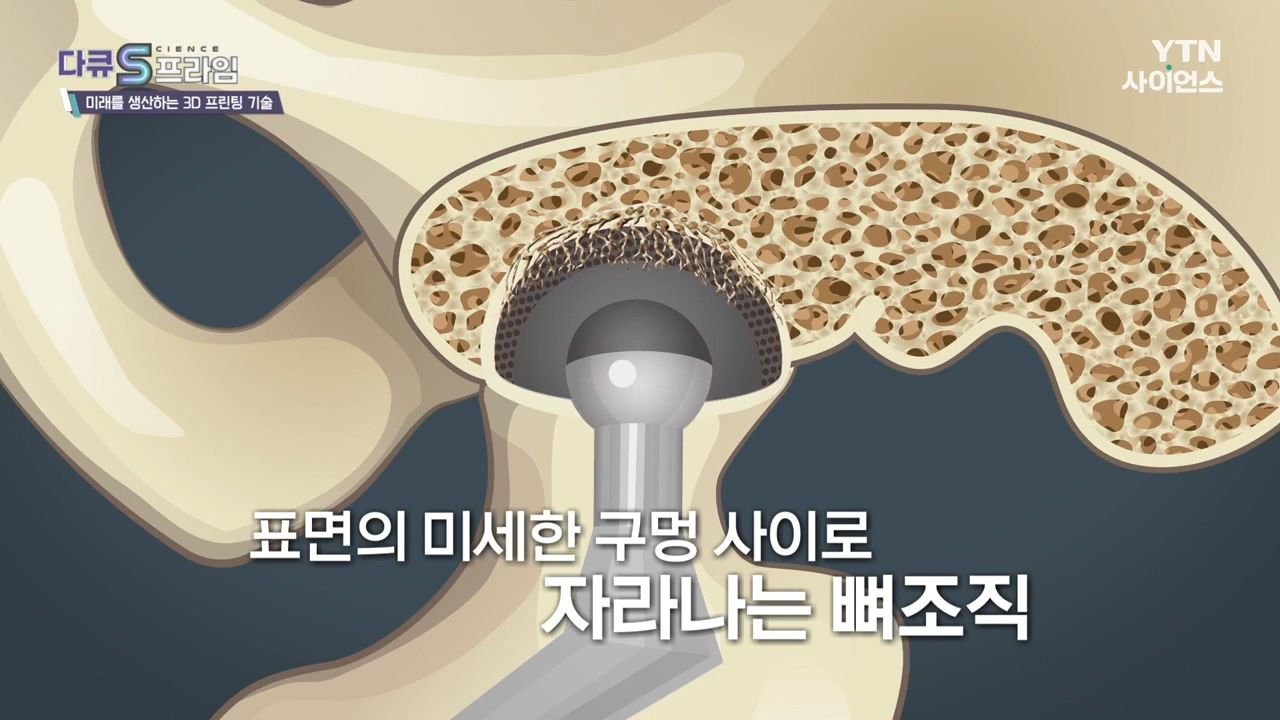 다큐S프라임
CIENCE
미래를 생산하는 3D 프린팅 기술
YTN
사이언스
표면의 미세한 구멍 사이로
자라나는 뼈조직